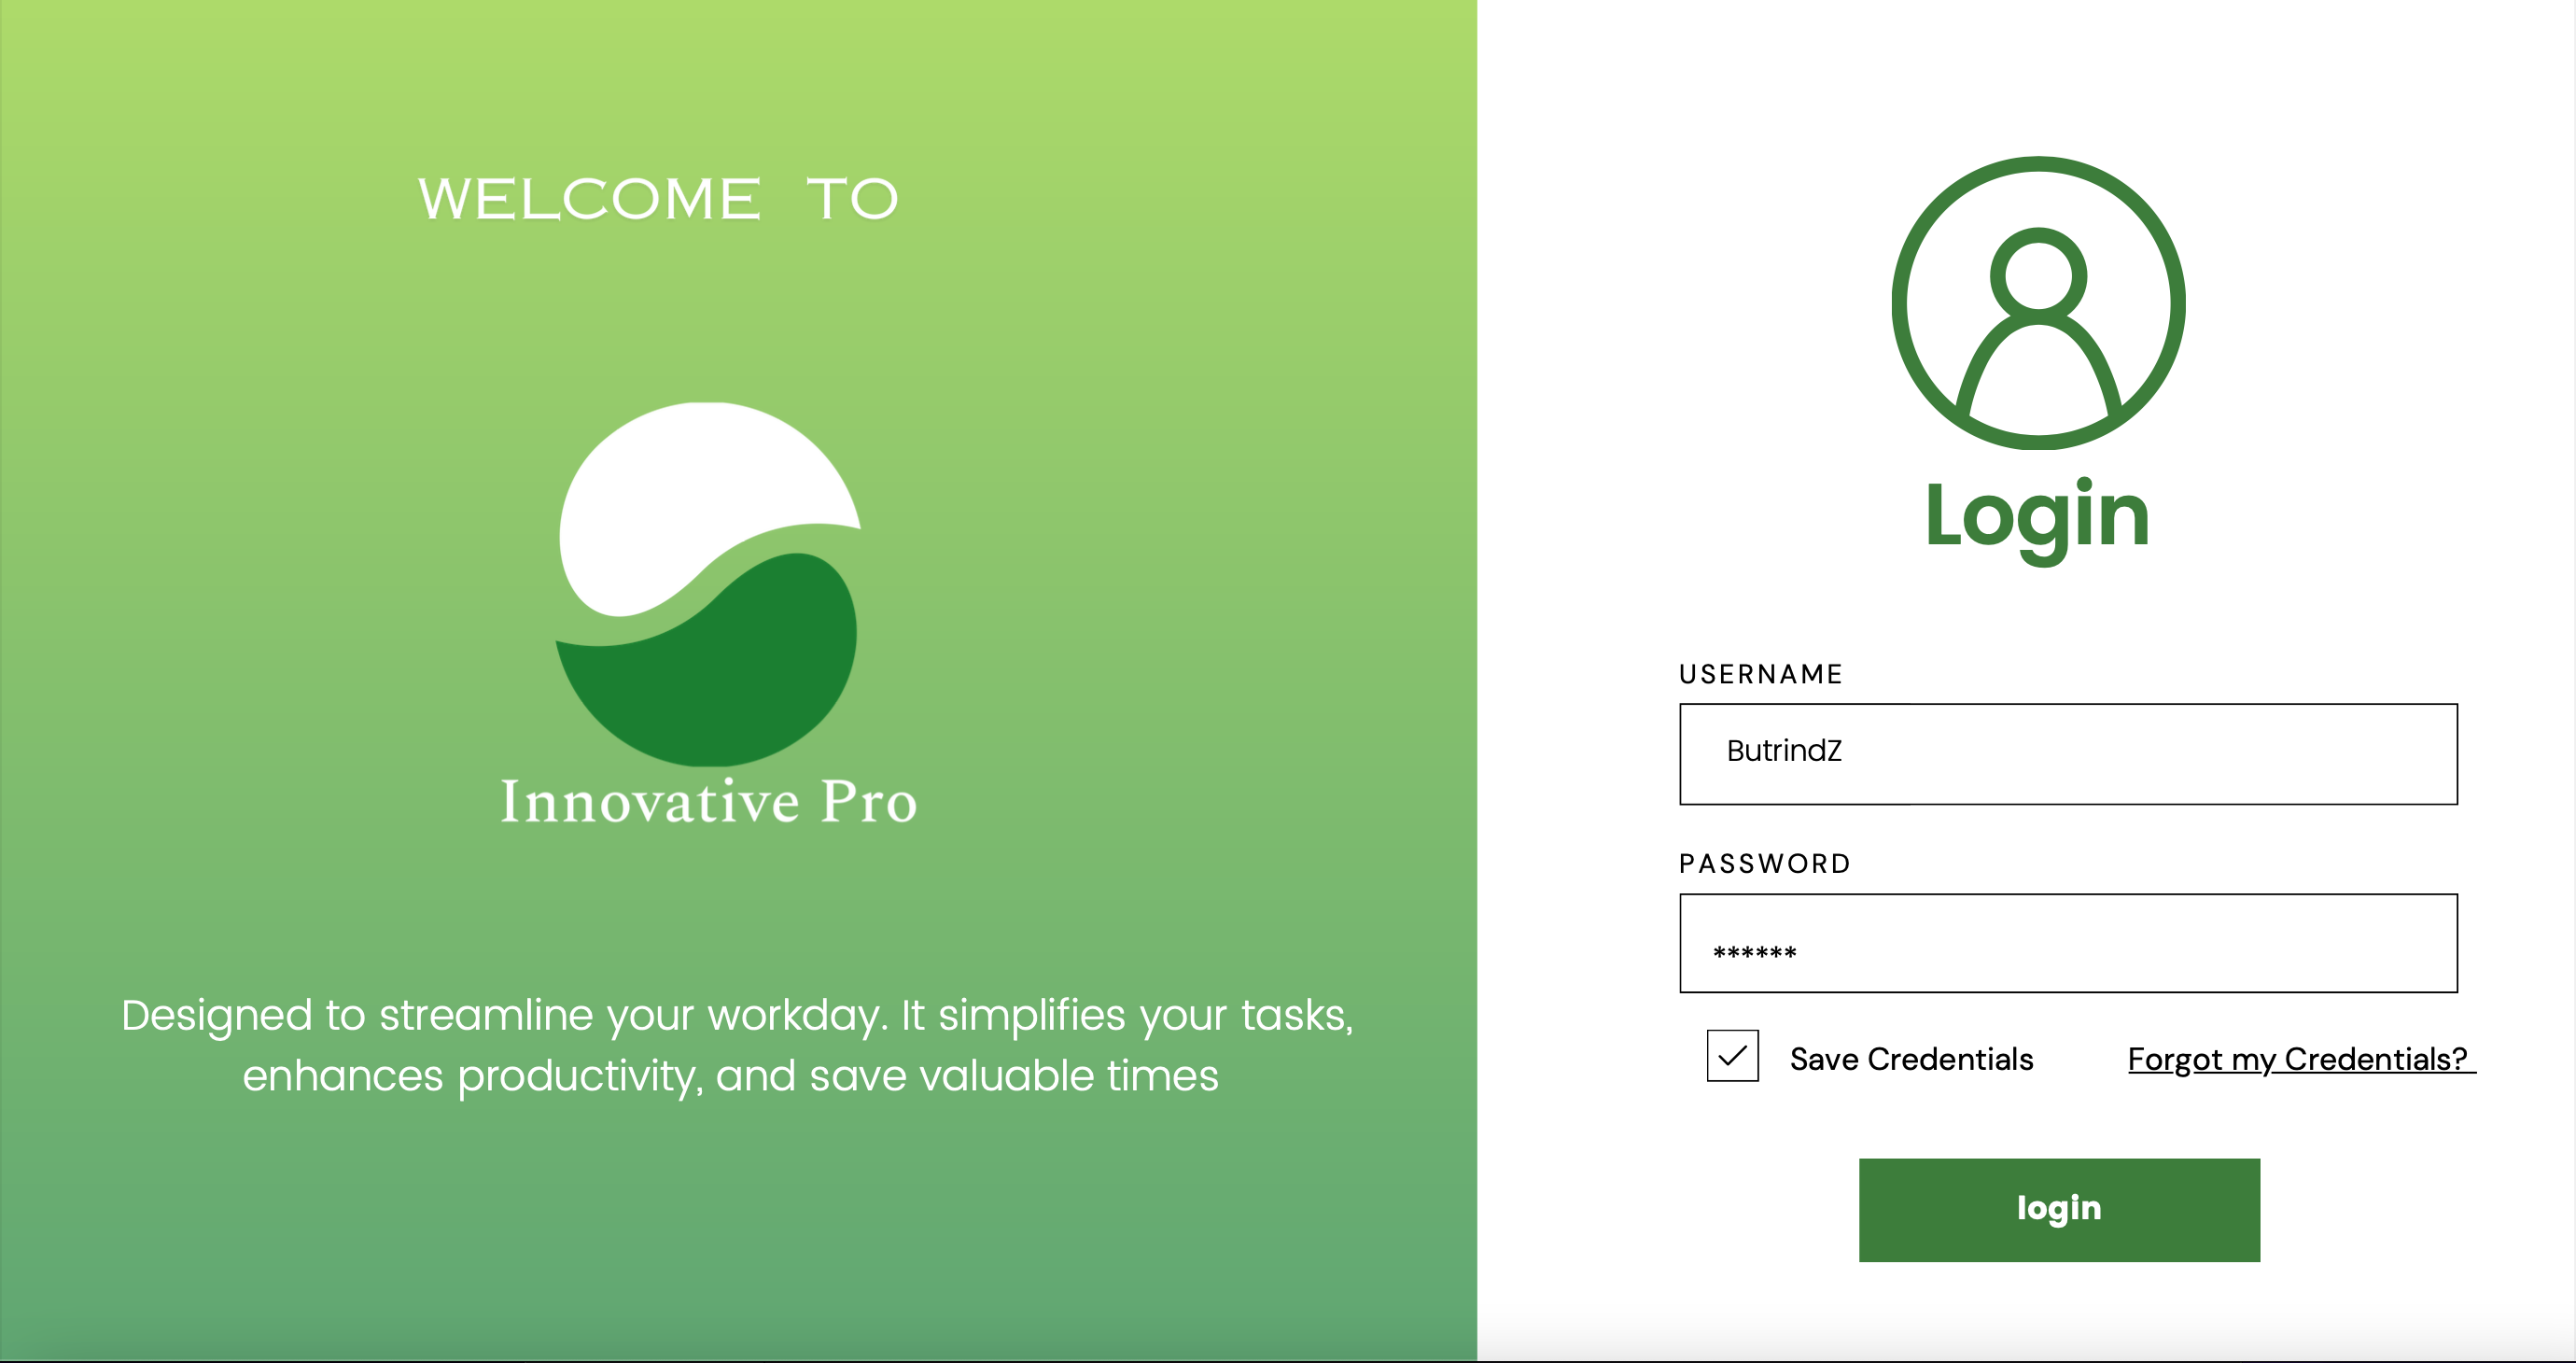 WELCOME TO
Innovative Pro
Designed to streamline your workday. It simplifies your tasks,
enhances productivity, and save valuable times
Login
USERNAME
ButrindZ
PASSWORD
******
Save Credentials
Forgot my Credentials?
login